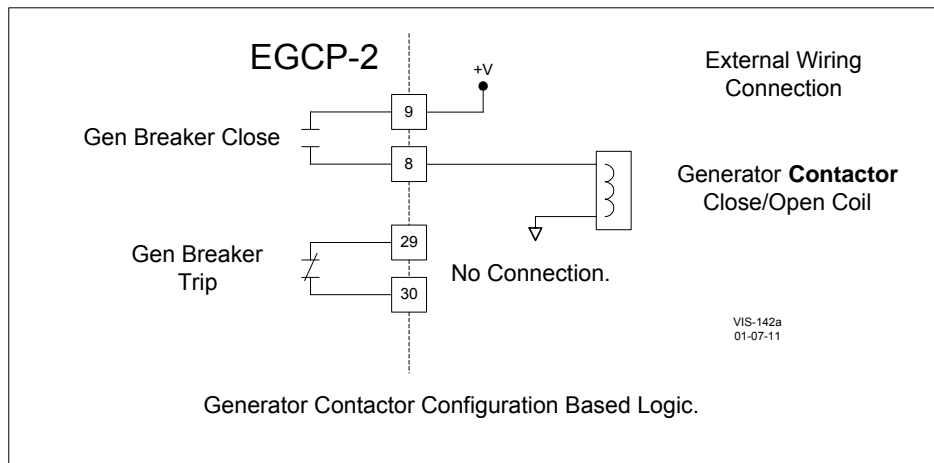 EGCP-2
+V
External Wiring
Connection
9
Gen Breaker Close
8
Generator Contactor
Close/Open Coil
29
Gen Breaker
Trip
No Connection.
30
VIS-142a
01-07-11
Generator Contactor Configuration Based Logic.